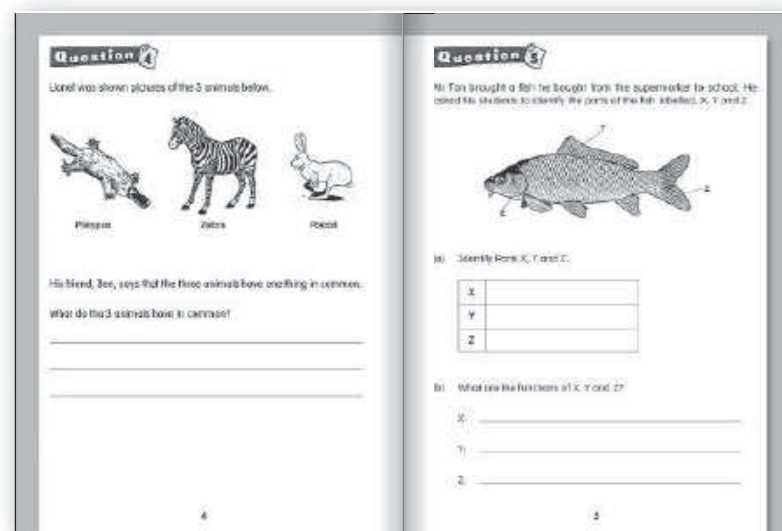 Question 4
Lionel was shown pictures of the 3 animals below.
Platypus
Zebra
Rabbit
His friend, Ben, says that the three animals have one thing in common.
What do the 3 animals have in common?
4
Question 5
Mr Tan brought a fish he bought from the supermarket to school. He
asked his students to identify the parts of the fish labelled, X, Y and Z.
Y
Z
(a) Identify Parts X, Y and Z.
X
Y
Z
(b) What are the functions of X, Y and Z?
X:
Y:
Z:
5